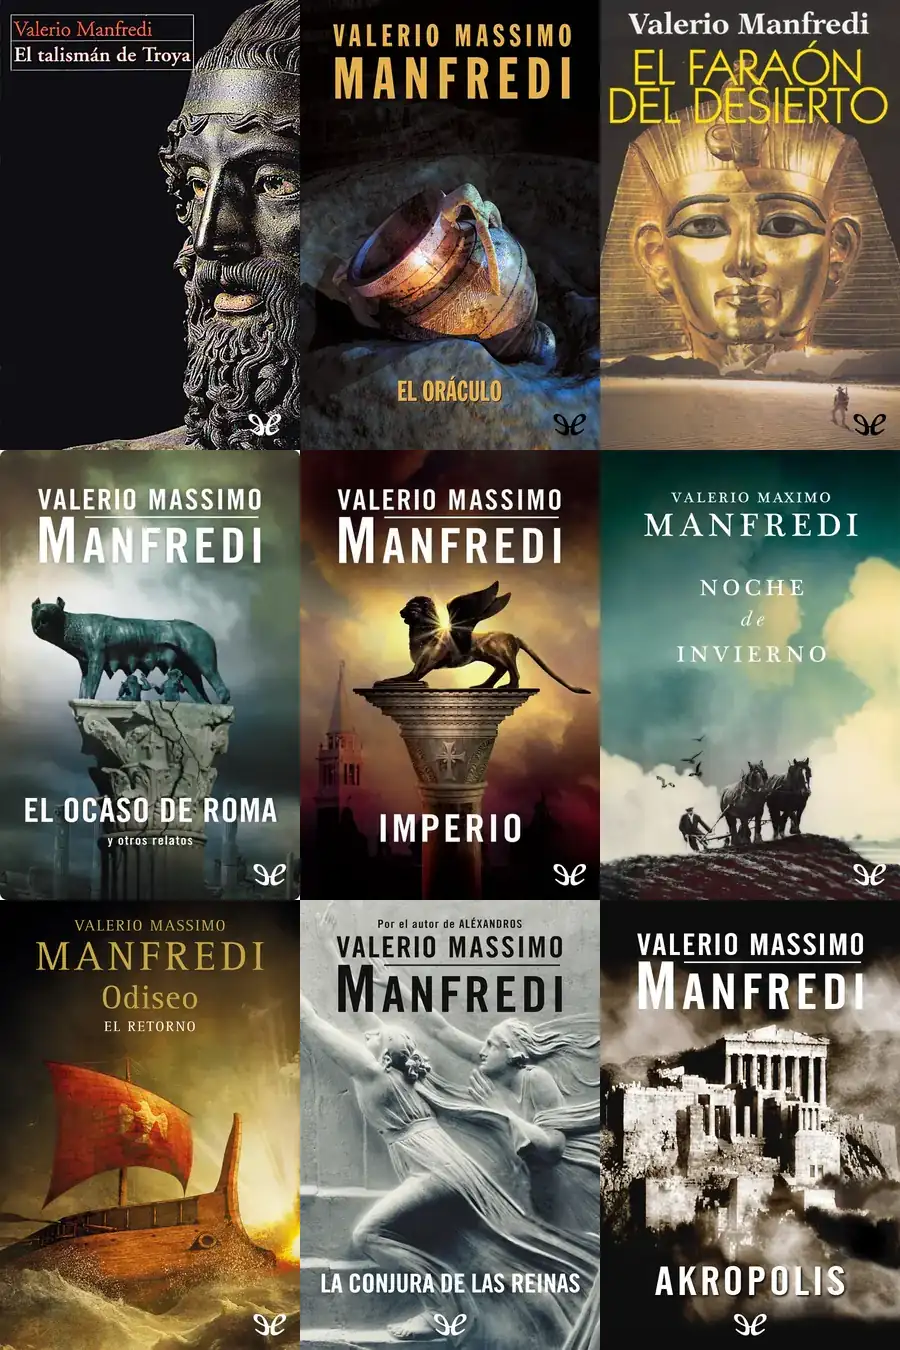 Valerio Manfredi
El talismán de Troya
VALERIO MASSIMO
MANFREDI
EL ORÁCULO
Valerio Manfredi
EL FARAÓN
DEL DESIERTO
VALERIO MASSIMO
MANFREDI
EL OCASO DE ROMA
y otros relatos
VALERIO MASSIMO
MANFREDI
IMPERIO
VALERIO MAXIMO
MANFREDI
NOCHE
de
INVIERNO
VALERIO MASSIMO
MANFREDI
Odiseo
EL RETORNO
Por el autor de ALÉXANDROS
VALERIO MASSIMO
MANFREDI
LA CONJURA DE LAS REINAS
VALERIO MASSIMO
MANFREDI
AKROPOLIS